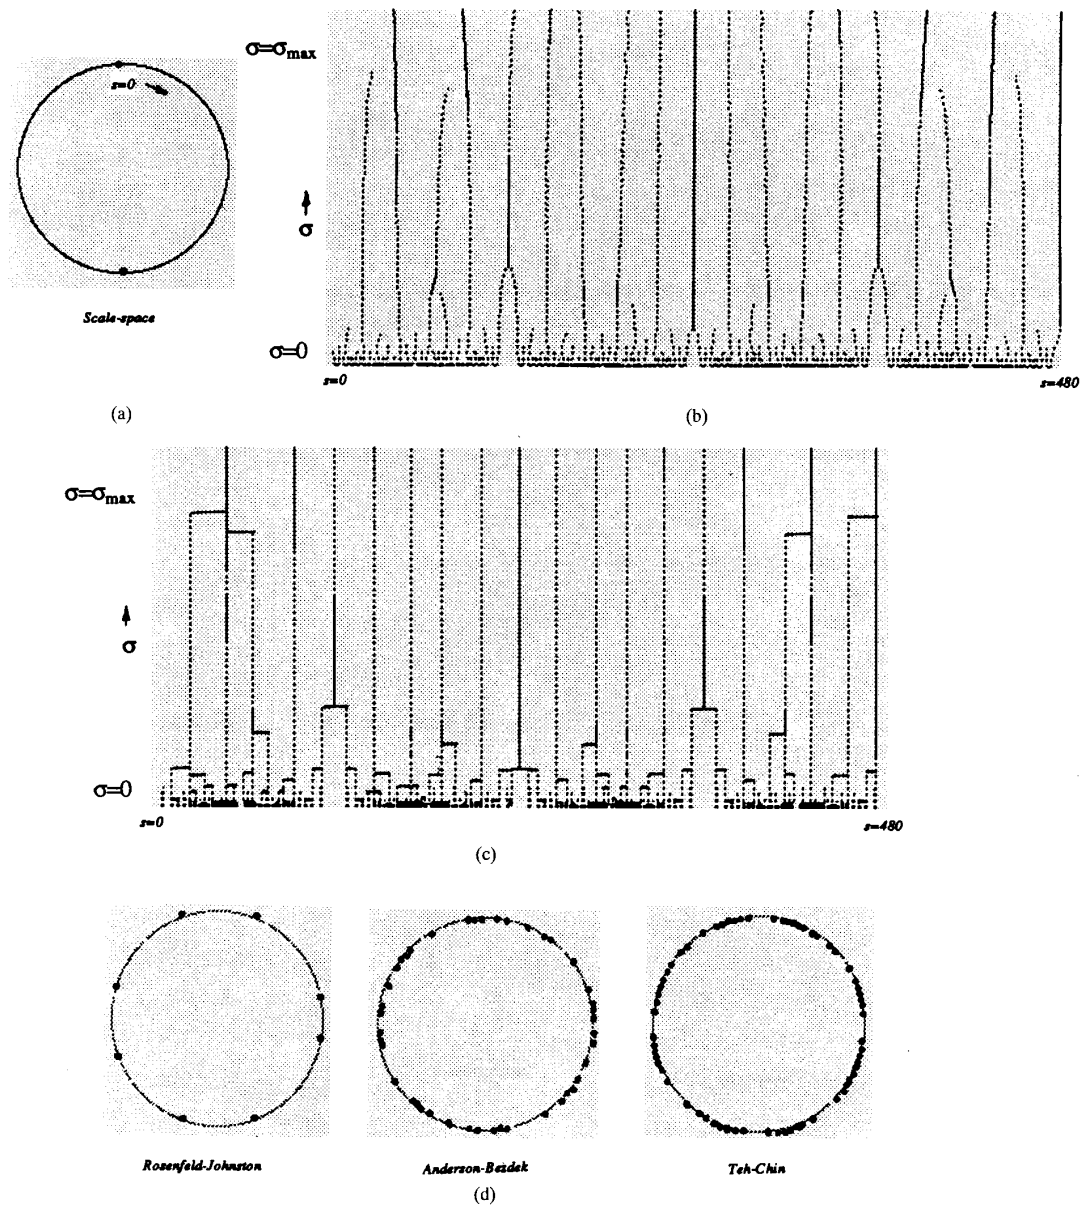 σ=σmax
s=0
σ
Scale-space
σ=0
s=0
s=480
(a)
(b)
σ=σmax
σ
σ=0
s=0
s=480
(c)
Rosenfeld-Johnston
Anderson-Bezdek
Teh-Chin
(d)